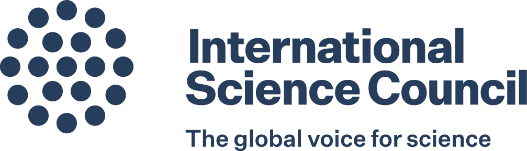 International
Science Council
The global voice for science